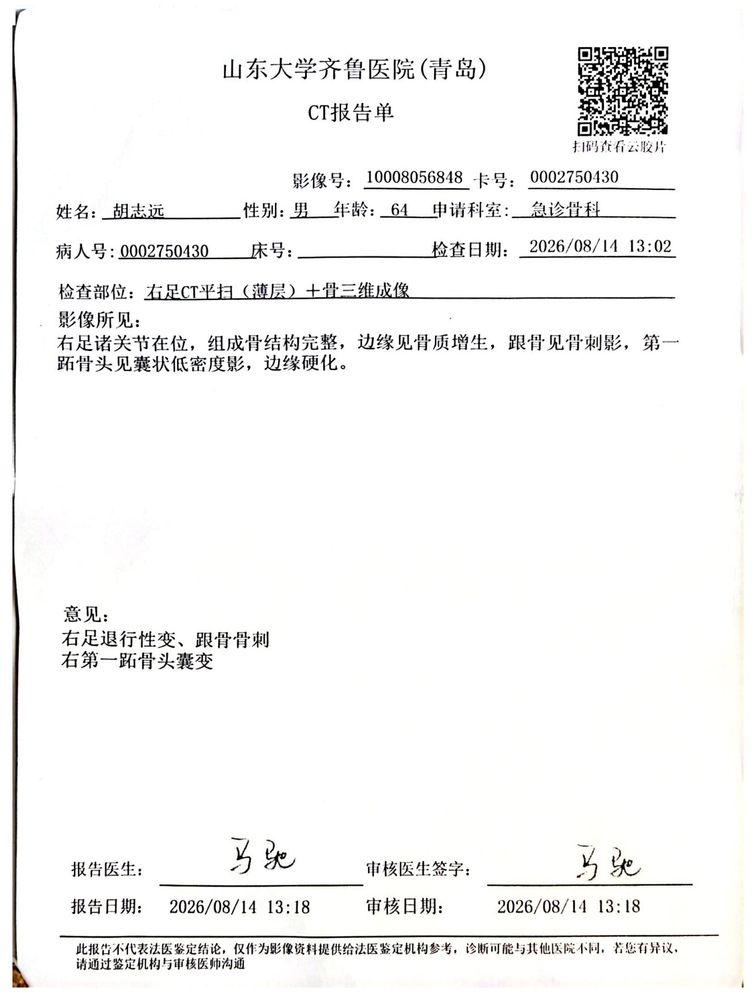 山东大学齐鲁医院(青岛)
CT报告单
扫码查看云胶片
影像号: 10008056848 卡号: 0002750430
姓名: 胡志远 性别: 男 年龄: 64 申请科室: 急诊骨科
病人号: 0002750430 床号: 检查日期: 2026/08/14 13:02
检查部位: 右足CT平扫（薄层）＋骨三维成像
影像所见:
右足诸关节在位，组成骨结构完整，边缘见骨质增生，跟骨见骨刺影，第一
跖骨头见囊状低密度影，边缘硬化。
意见:
右足退行性变、跟骨骨刺
右第一跖骨头囊变
报告医生: 马驰 审核医生签字: 马驰
报告日期: 2026/08/14 13:18 审核日期: 2026/08/14 13:18
此报告不代表法医鉴定结论，仅作为影像资料提供给法医鉴定机构参考，诊断可能与其他医院不同，若您有异议，
请通过鉴定机构与审核医师沟通